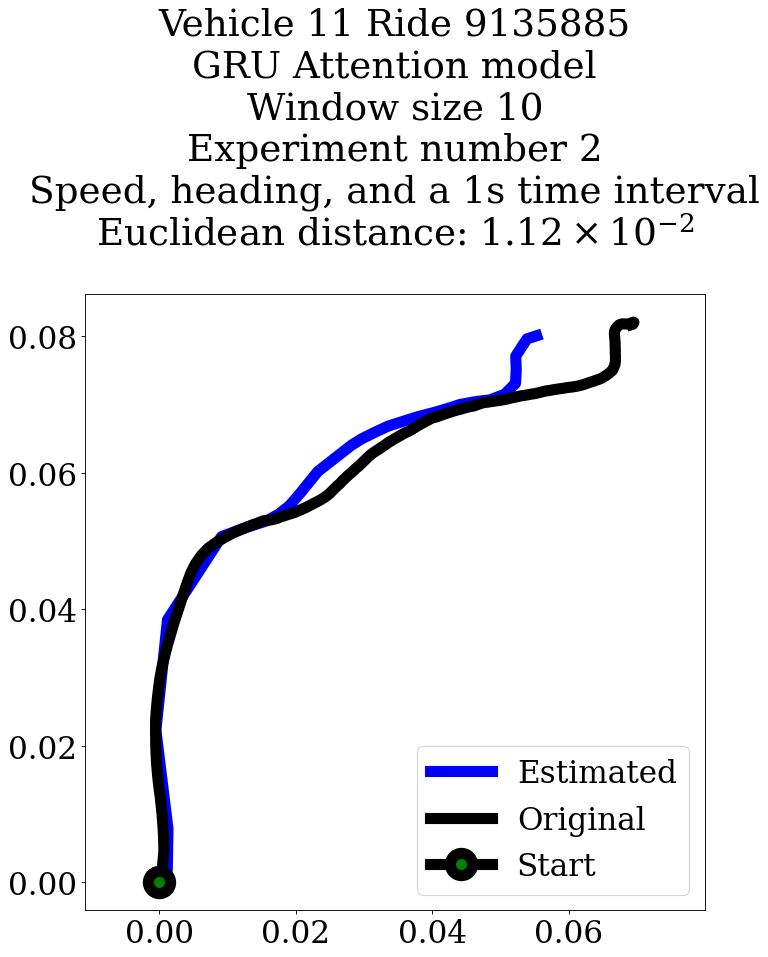 Vehicle 11 Ride 9135885
GRU Attention model
Window size 10
Experiment number 2
Speed, heading, and a 1s time interval
Euclidean distance: 1.12 × 10⁻²
0.08
0.06
0.04
0.02
0.00
Estimated
Original
Start
0.00 0.02 0.04 0.06